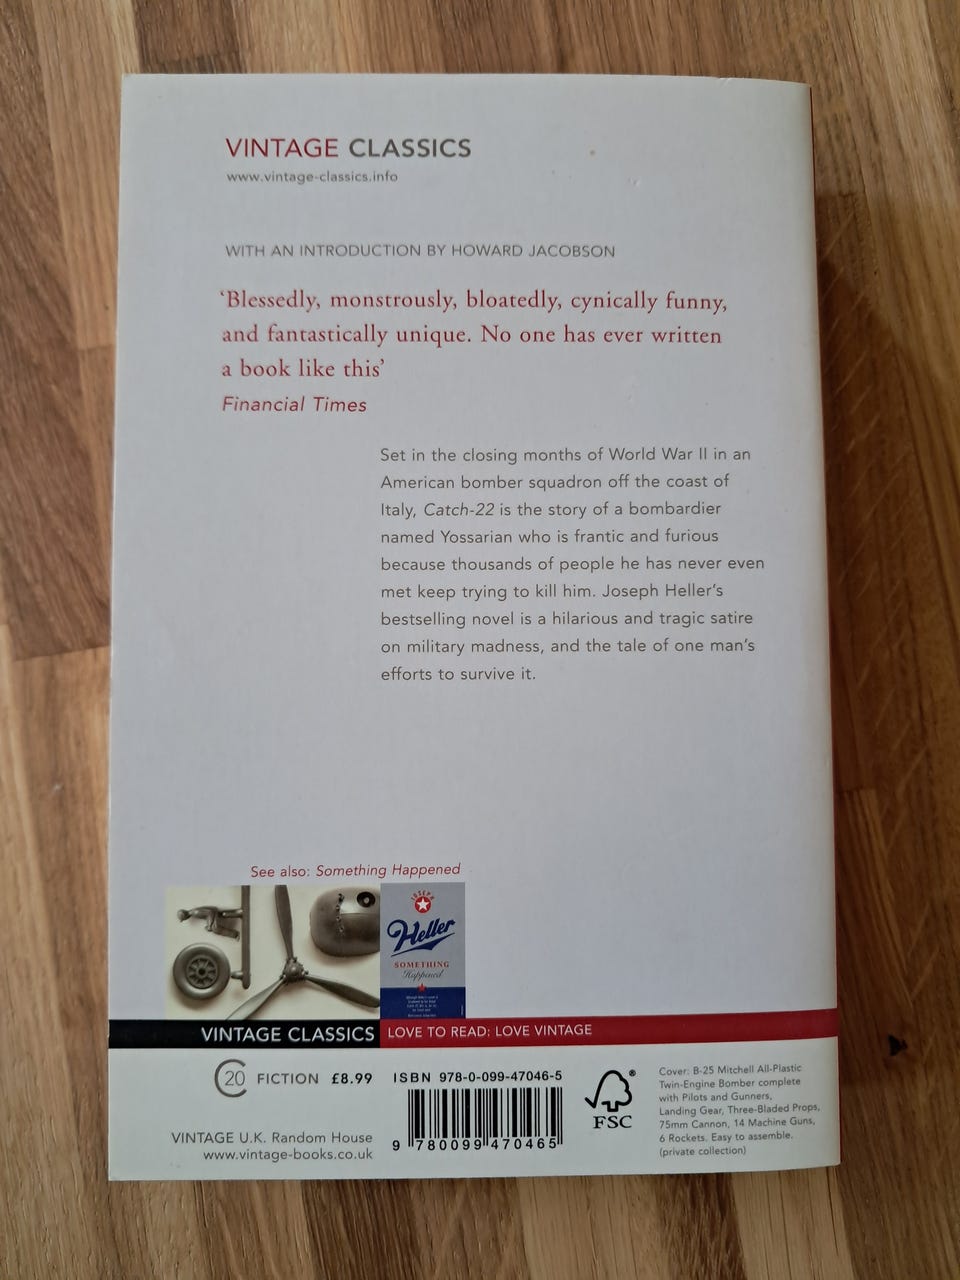 VINTAGE CLASSICS
www.vintage-classics.info
WITH AN INTRODUCTION BY HOWARD JACOBSON
‘Blessedly, monstrously, bloatedly, cynically funny,
and fantastically unique. No one has ever written
a book like this’
Financial Times
Set in the closing months of World War II in an
American bomber squadron off the coast of
Italy, Catch-22 is the story of a bombardier
named Yossarian who is frantic and furious
because thousands of people he has never even
met keep trying to kill him. Joseph Heller’s
bestselling novel is a hilarious and tragic satire
on military madness, and the tale of one man’s
efforts to survive it.
See also: Something Happened
JOSEPH
Heller
SOMETHING
Happened
VINTAGE CLASSICS
LOVE TO READ: LOVE VINTAGE
C20 FICTION £8.99
VINTAGE U.K. Random House
www.vintage-books.co.uk
ISBN 978-0-099-47046-5
9 780099 470465
®
FSC
Cover: B-25 Mitchell All-Plastic
Twin-Engine Bomber complete
with Pilots and Gunners,
Landing Gear, Three-Bladed Props,
75mm Cannon, 14 Machine Guns,
6 Rockets. Easy to assemble.
(private collection)